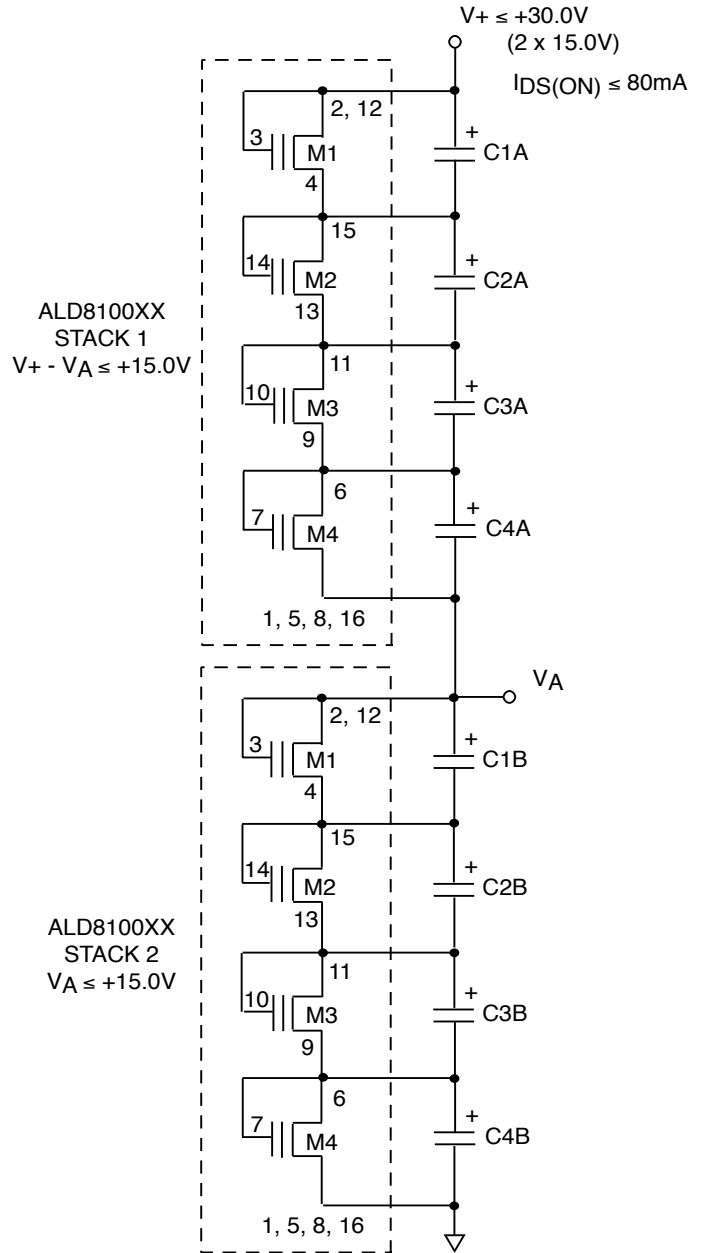 V+ ≤ +30.0V
(2 x 15.0V)
IDS(ON) ≤ 80mA
2, 12
3
M1
4
C1A
+
15
14
M2
13
C2A
+
ALD8100XX
STACK 1
V+ - VA ≤ +15.0V
11
10
M3
9
C3A
+
6
7
M4
C4A
+
1, 5, 8, 16
VA
2, 12
3
M1
4
C1B
+
15
14
M2
13
C2B
+
ALD8100XX
STACK 2
VA ≤ +15.0V
11
10
M3
9
C3B
+
6
7
M4
C4B
+
1, 5, 8, 16